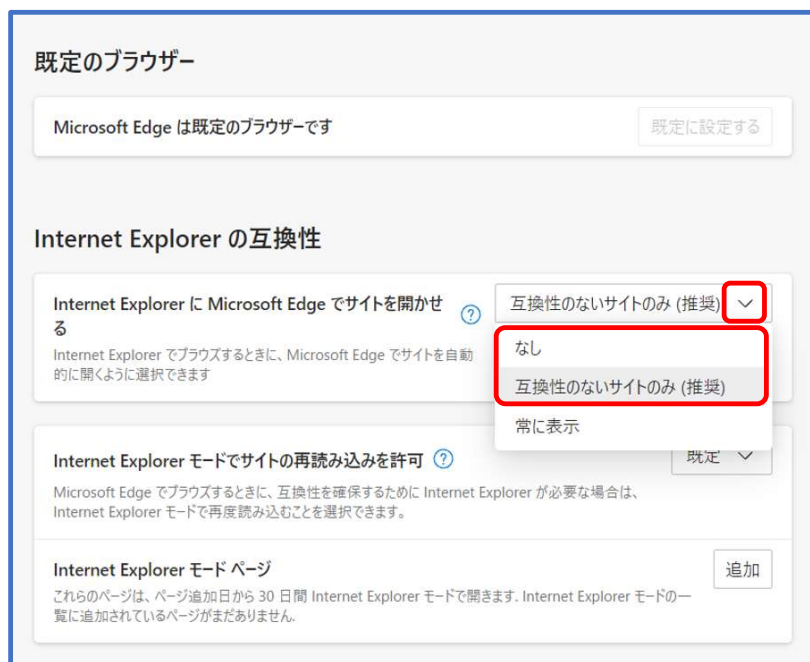 既定のブラウザー
Microsoft Edge は既定のブラウザーです
既定に設定する
Internet Explorer の互換性
Internet Explorer に Microsoft Edge でサイトを開かせ
る
互換性のないサイトのみ (推奨)
Internet Explorer でブラウズするときに、Microsoft Edge でサイトを自動
的に開くように選択できます
なし
互換性のないサイトのみ (推奨)
常に表示
Internet Explorer モードでサイトの再読み込みを許可
既定
Microsoft Edge でブラウズするときに、互換性を確保するために Internet Explorer が必要な場合は、
Internet Explorer モードで再度読み込むことを選択できます。
Internet Explorer モード ページ
追加
これらのページは、ページ追加日から 30 日間 Internet Explorer モードで開きます. Internet Explorer モードの一
覧に追加されているページがまだありません.